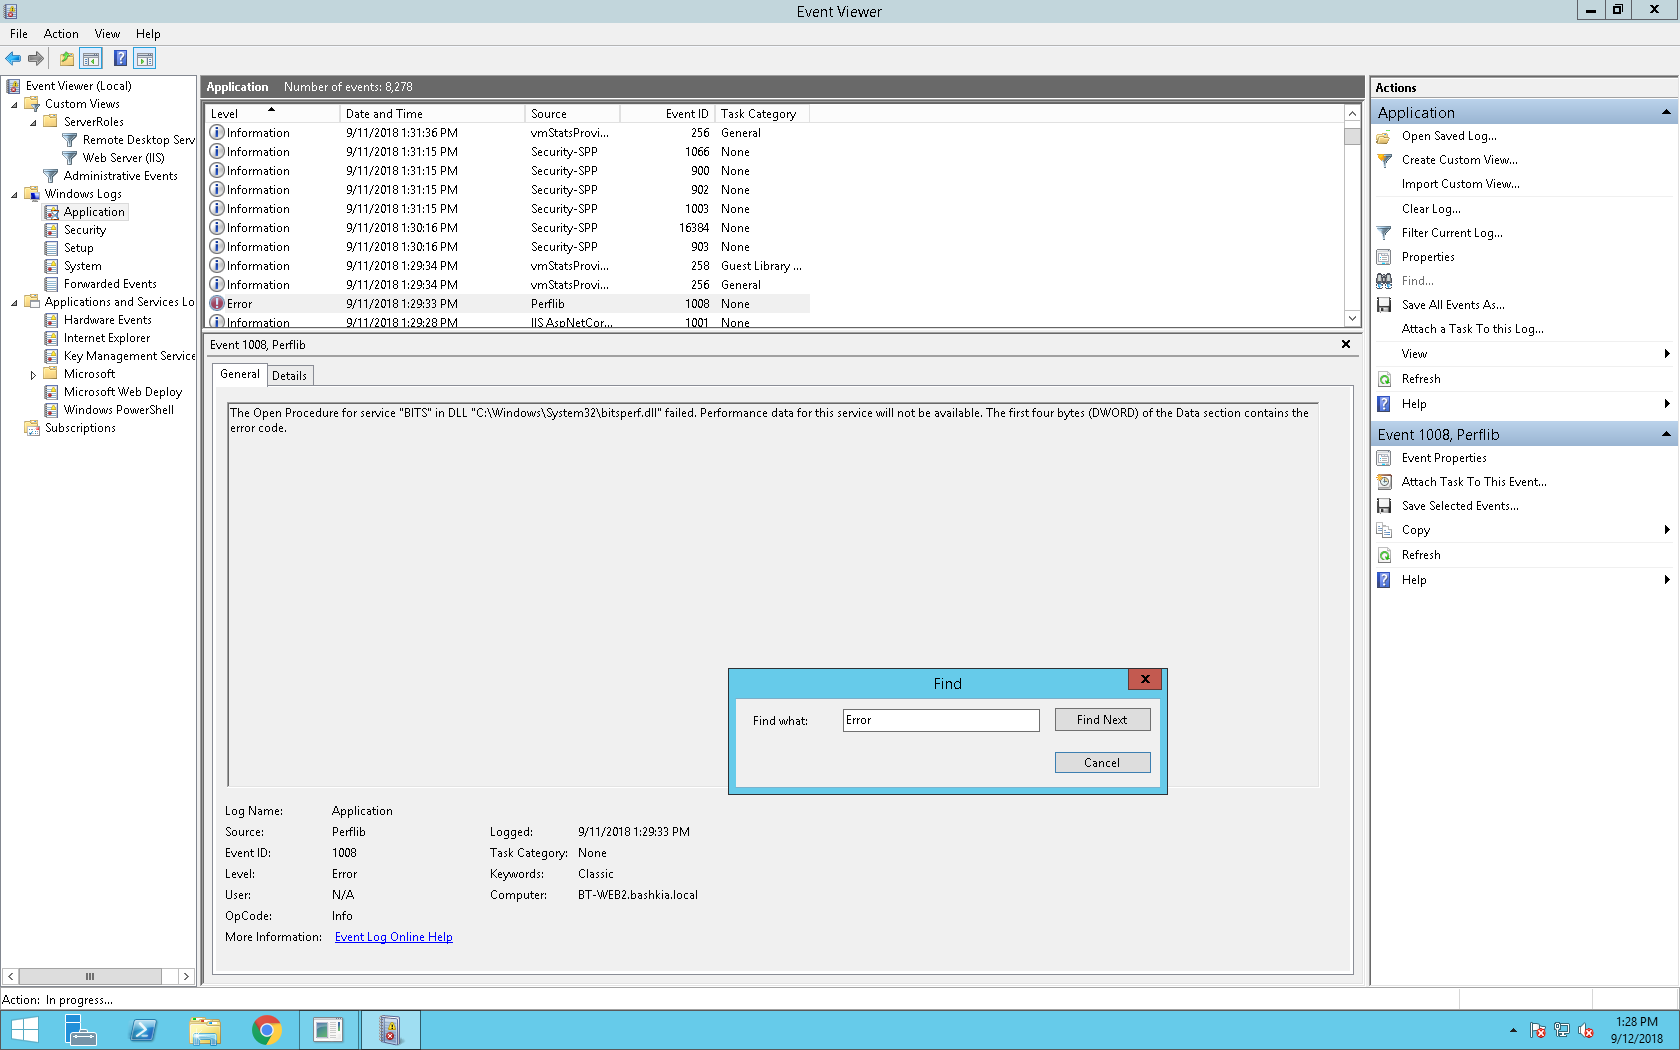 Event Viewer
File Action View Help
Event Viewer (Local)
Custom Views
ServerRoles
Remote Desktop Serv
Web Server (IIS)
Administrative Events
Windows Logs
Application
Security
Setup
System
Forwarded Events
Applications and Services Lo
Hardware Events
Internet Explorer
Key Management Service
Microsoft
Microsoft Web Deploy
Windows PowerShell
Subscriptions
Application Number of events: 8,278
Level Date and Time Source Event ID Task Category
Information 9/11/2018 1:31:36 PM vmStatsProvi... 256 General
Information 9/11/2018 1:31:15 PM Security-SPP 1066 None
Information 9/11/2018 1:31:15 PM Security-SPP 900 None
Information 9/11/2018 1:31:15 PM Security-SPP 902 None
Information 9/11/2018 1:31:15 PM Security-SPP 1003 None
Information 9/11/2018 1:30:16 PM Security-SPP 16384 None
Information 9/11/2018 1:30:16 PM Security-SPP 903 None
Information 9/11/2018 1:29:34 PM vmStatsProvi... 258 Guest Library ...
Information 9/11/2018 1:29:34 PM vmStatsProvi... 256 General
Error 9/11/2018 1:29:33 PM Perflib 1008 None
Information 9/11/2018 1:29:28 PM IIS AspNetCor... 1001 None
Event 1008, Perflib
General Details
The Open Procedure for service "BITS" in DLL "C:\Windows\System32\bitsperf.dll" failed. Performance data for this service will not be available. The first four bytes (DWORD) of the Data section contains the
error code.
Find
Find what: Error Find Next
Cancel
Log Name: Application
Source: Perflib Logged: 9/11/2018 1:29:33 PM
Event ID: 1008 Task Category: None
Level: Error Keywords: Classic
User: N/A Computer: BT-WEB2.bashkia.local
OpCode: Info
More Information: Event Log Online Help
Actions
Application
Open Saved Log...
Create Custom View...
Import Custom View...
Clear Log...
Filter Current Log...
Properties
Find...
Save All Events As...
Attach a Task To this Log...
View
Refresh
Help
Event 1008, Perflib
Event Properties
Attach Task To This Event...
Save Selected Events...
Copy
Refresh
Help
Action: In progress...
1:28 PM
9/12/2018